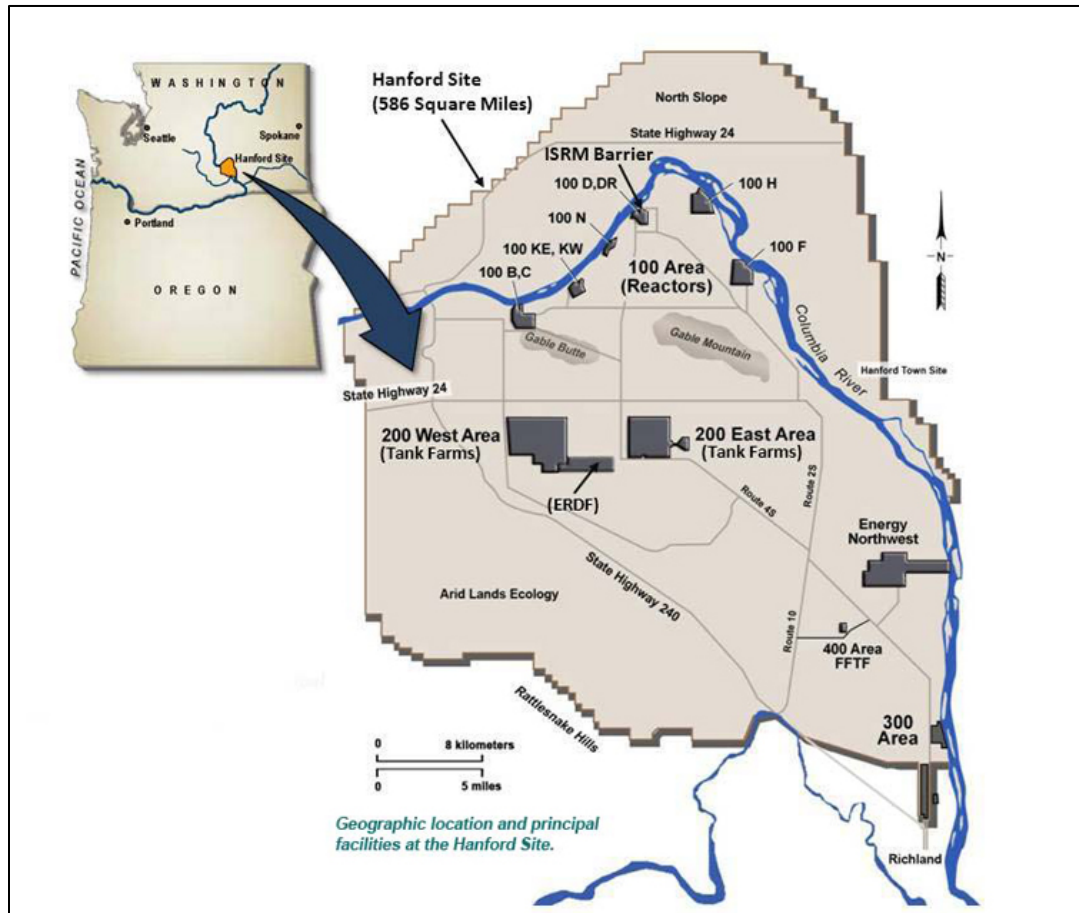 WASHINGTON
Seattle
Spokane
Hanford Site
PACIFIC OCEAN
Portland
OREGON
Hanford Site
(586 Square Miles)
North Slope
State Highway 24
ISRM Barrier
100 D,DR
100 H
100 N
100 KE, KW
100 F
100 B,C
100 Area
(Reactors)
N
Gable Butte
Gable Mountain
Columbia
River
Hanford Town Site
State Highway 24
200 West Area
(Tank Farms)
200 East Area
(Tank Farms)
(ERDF)
Route 2S
Route 4S
Energy
Northwest
State Highway 240
Arid Lands Ecology
Route 10
400 Area
FFTF
Rattlesnake Hills
300
Area
0 8 kilometers
0 5 miles
Geographic location and principal
facilities at the Hanford Site.
Richland